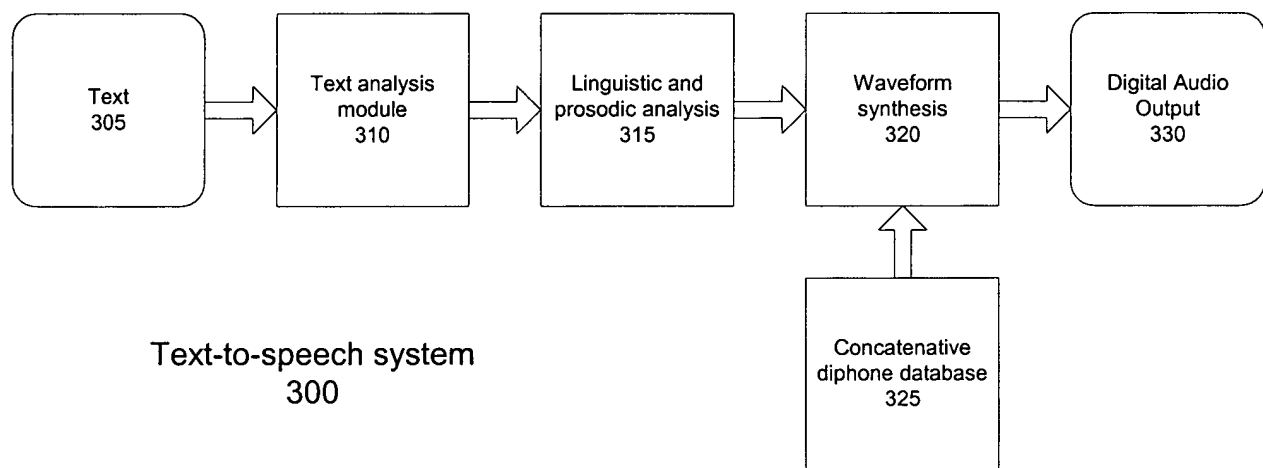 Text
305
Text analysis
module
310
Linguistic and
prosodic analysis
315
Waveform
synthesis
320
Digital Audio
Output
330
Concatenative
diphone database
325
Text-to-speech system
300